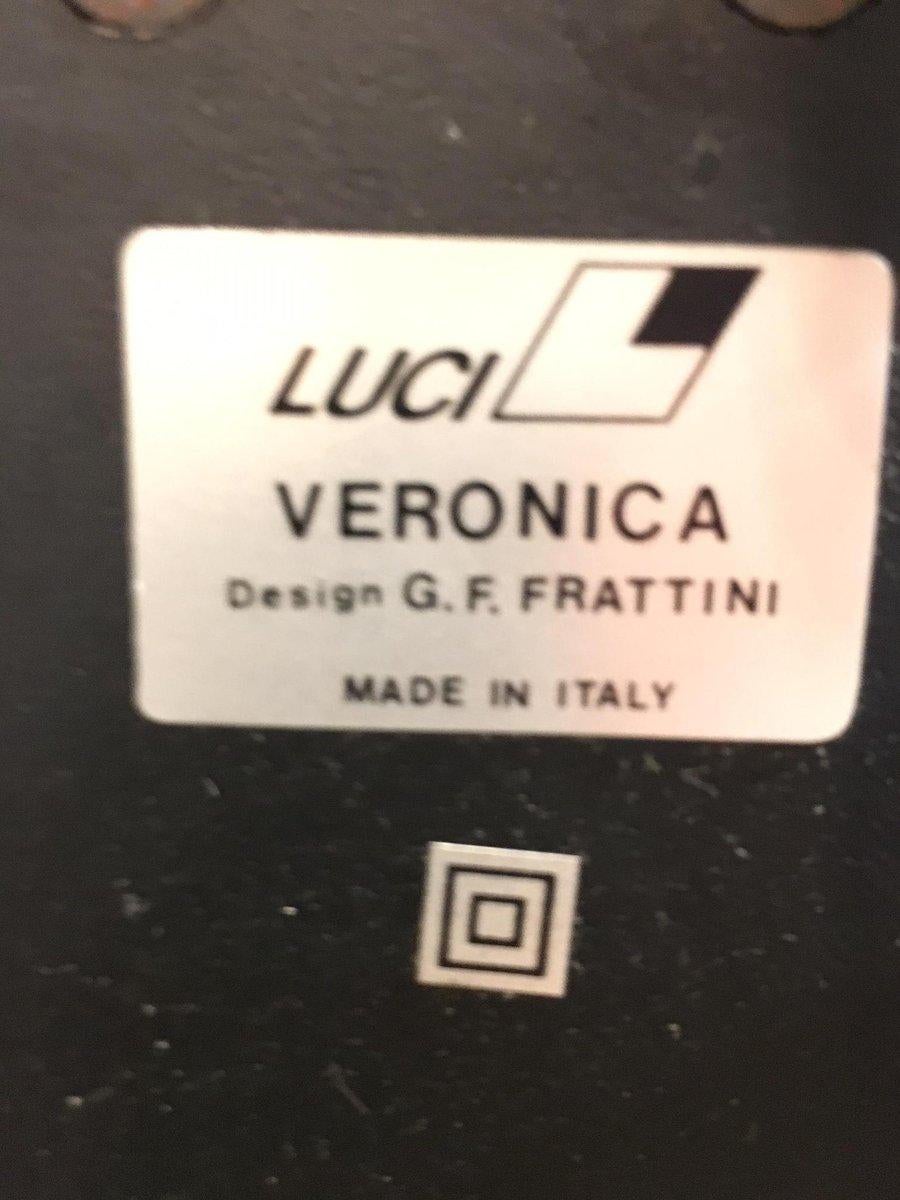 LUCI
VERONICA
Design G. F. FRATTINI
MADE IN ITALY